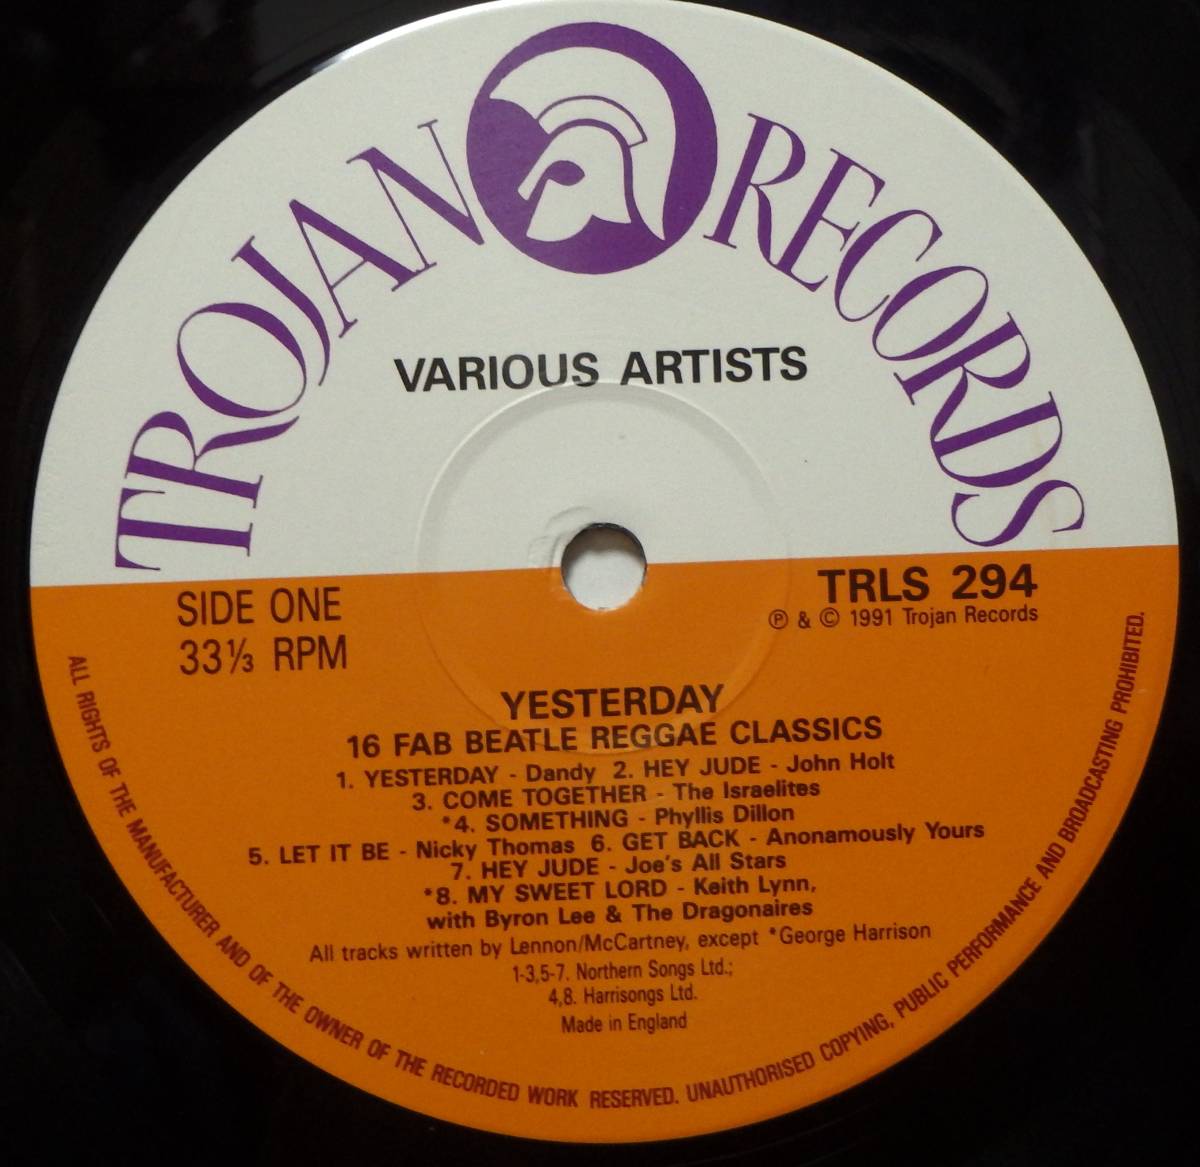 TROJAN RECORDS
VARIOUS ARTISTS
SIDE ONE
33⅓ RPM
TRLS 294
℗ & © 1991 Trojan Records
YESTERDAY
16 FAB BEATLE REGGAE CLASSICS
1. YESTERDAY - Dandy 2. HEY JUDE - John Holt
3. COME TOGETHER - The Israelites
*4. SOMETHING - Phyllis Dillon
5. LET IT BE - Nicky Thomas 6. GET BACK - Anonamously Yours
7. HEY JUDE - Joe's All Stars
*8. MY SWEET LORD - Keith Lynn,
with Byron Lee & The Dragonaires
All tracks written by Lennon/McCartney, except *George Harrison
1-3,5-7. Northern Songs Ltd.;
4,8. Harrisongs Ltd.
Made in England
ALL RIGHTS OF THE MANUFACTURER AND OF THE OWNER OF THE RECORDED WORK RESERVED. UNAUTHORISED COPYING, PUBLIC PERFORMANCE AND BROADCASTING PROHIBITED.